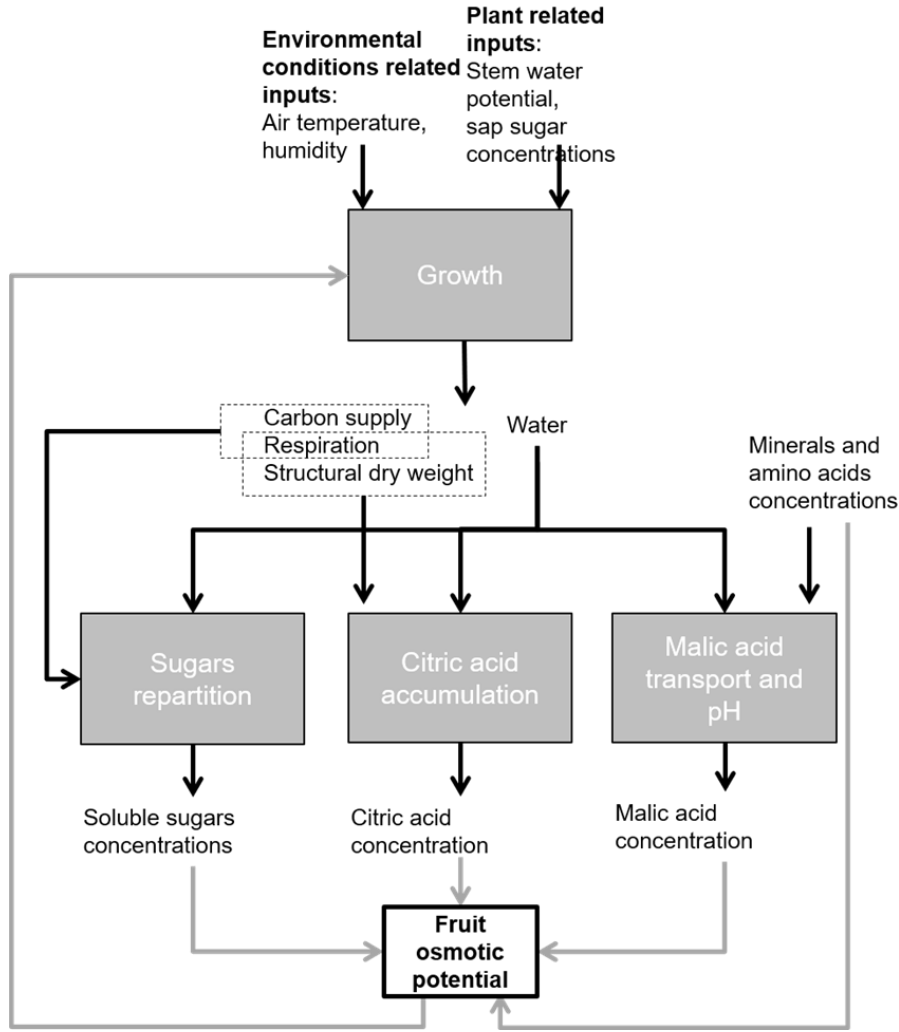 Environmental
conditions related
inputs:
Air temperature,
humidity
Plant related
inputs:
Stem water
potential,
sap sugar
concentrations
Growth
Carbon supply
Respiration
Structural dry weight
Water
Minerals and
amino acids
concentrations
Sugars
repartition
Citric acid
accumulation
Malic acid
transport and
pH
Soluble sugars
concentrations
Citric acid
concentration
Malic acid
concentration
Fruit
osmotic
potential